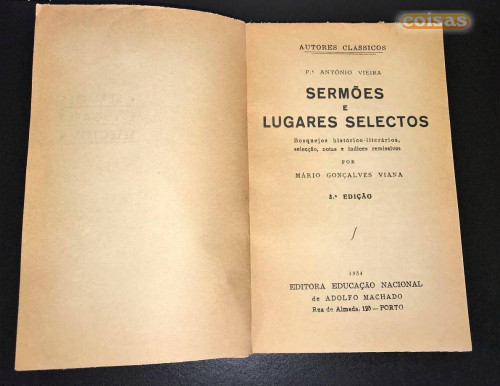 coisas
AUTORES CLASSICOS
P.e ANTÓNIO VIEIRA
SERMÕES
E
LUGARES SELECTOS
Bosquejos histórico-literários,
selecção, notas e índices remissivos
POR
MÁRIO GONÇALVES VIANA
3.ª EDIÇÃO
1954
EDITORA EDUCAÇÃO NACIONAL
de ADOLFO MACHADO
Rua de Almada, 125 — PORTO